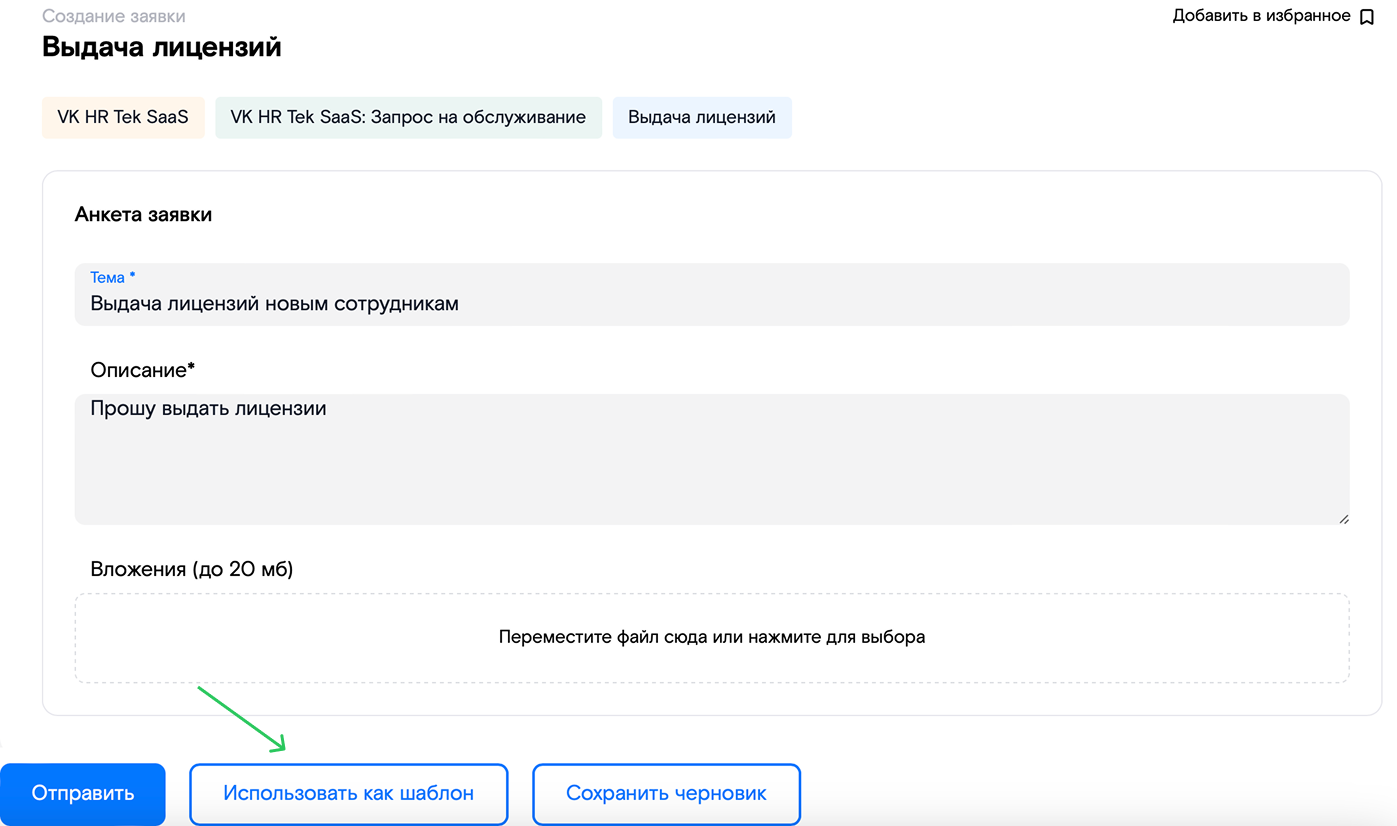 Создание заявки
Добавить в избранное
Выдача лицензий
VK HR Tek SaaS
VK HR Tek SaaS: Запрос на обслуживание
Выдача лицензий
Анкета заявки
Тема *
Выдача лицензий новым сотрудникам
Описание*
Прошу выдать лицензии
Вложения (до 20 мб)
Переместите файл сюда или нажмите для выбора
Отправить
Использовать как шаблон
Сохранить черновик